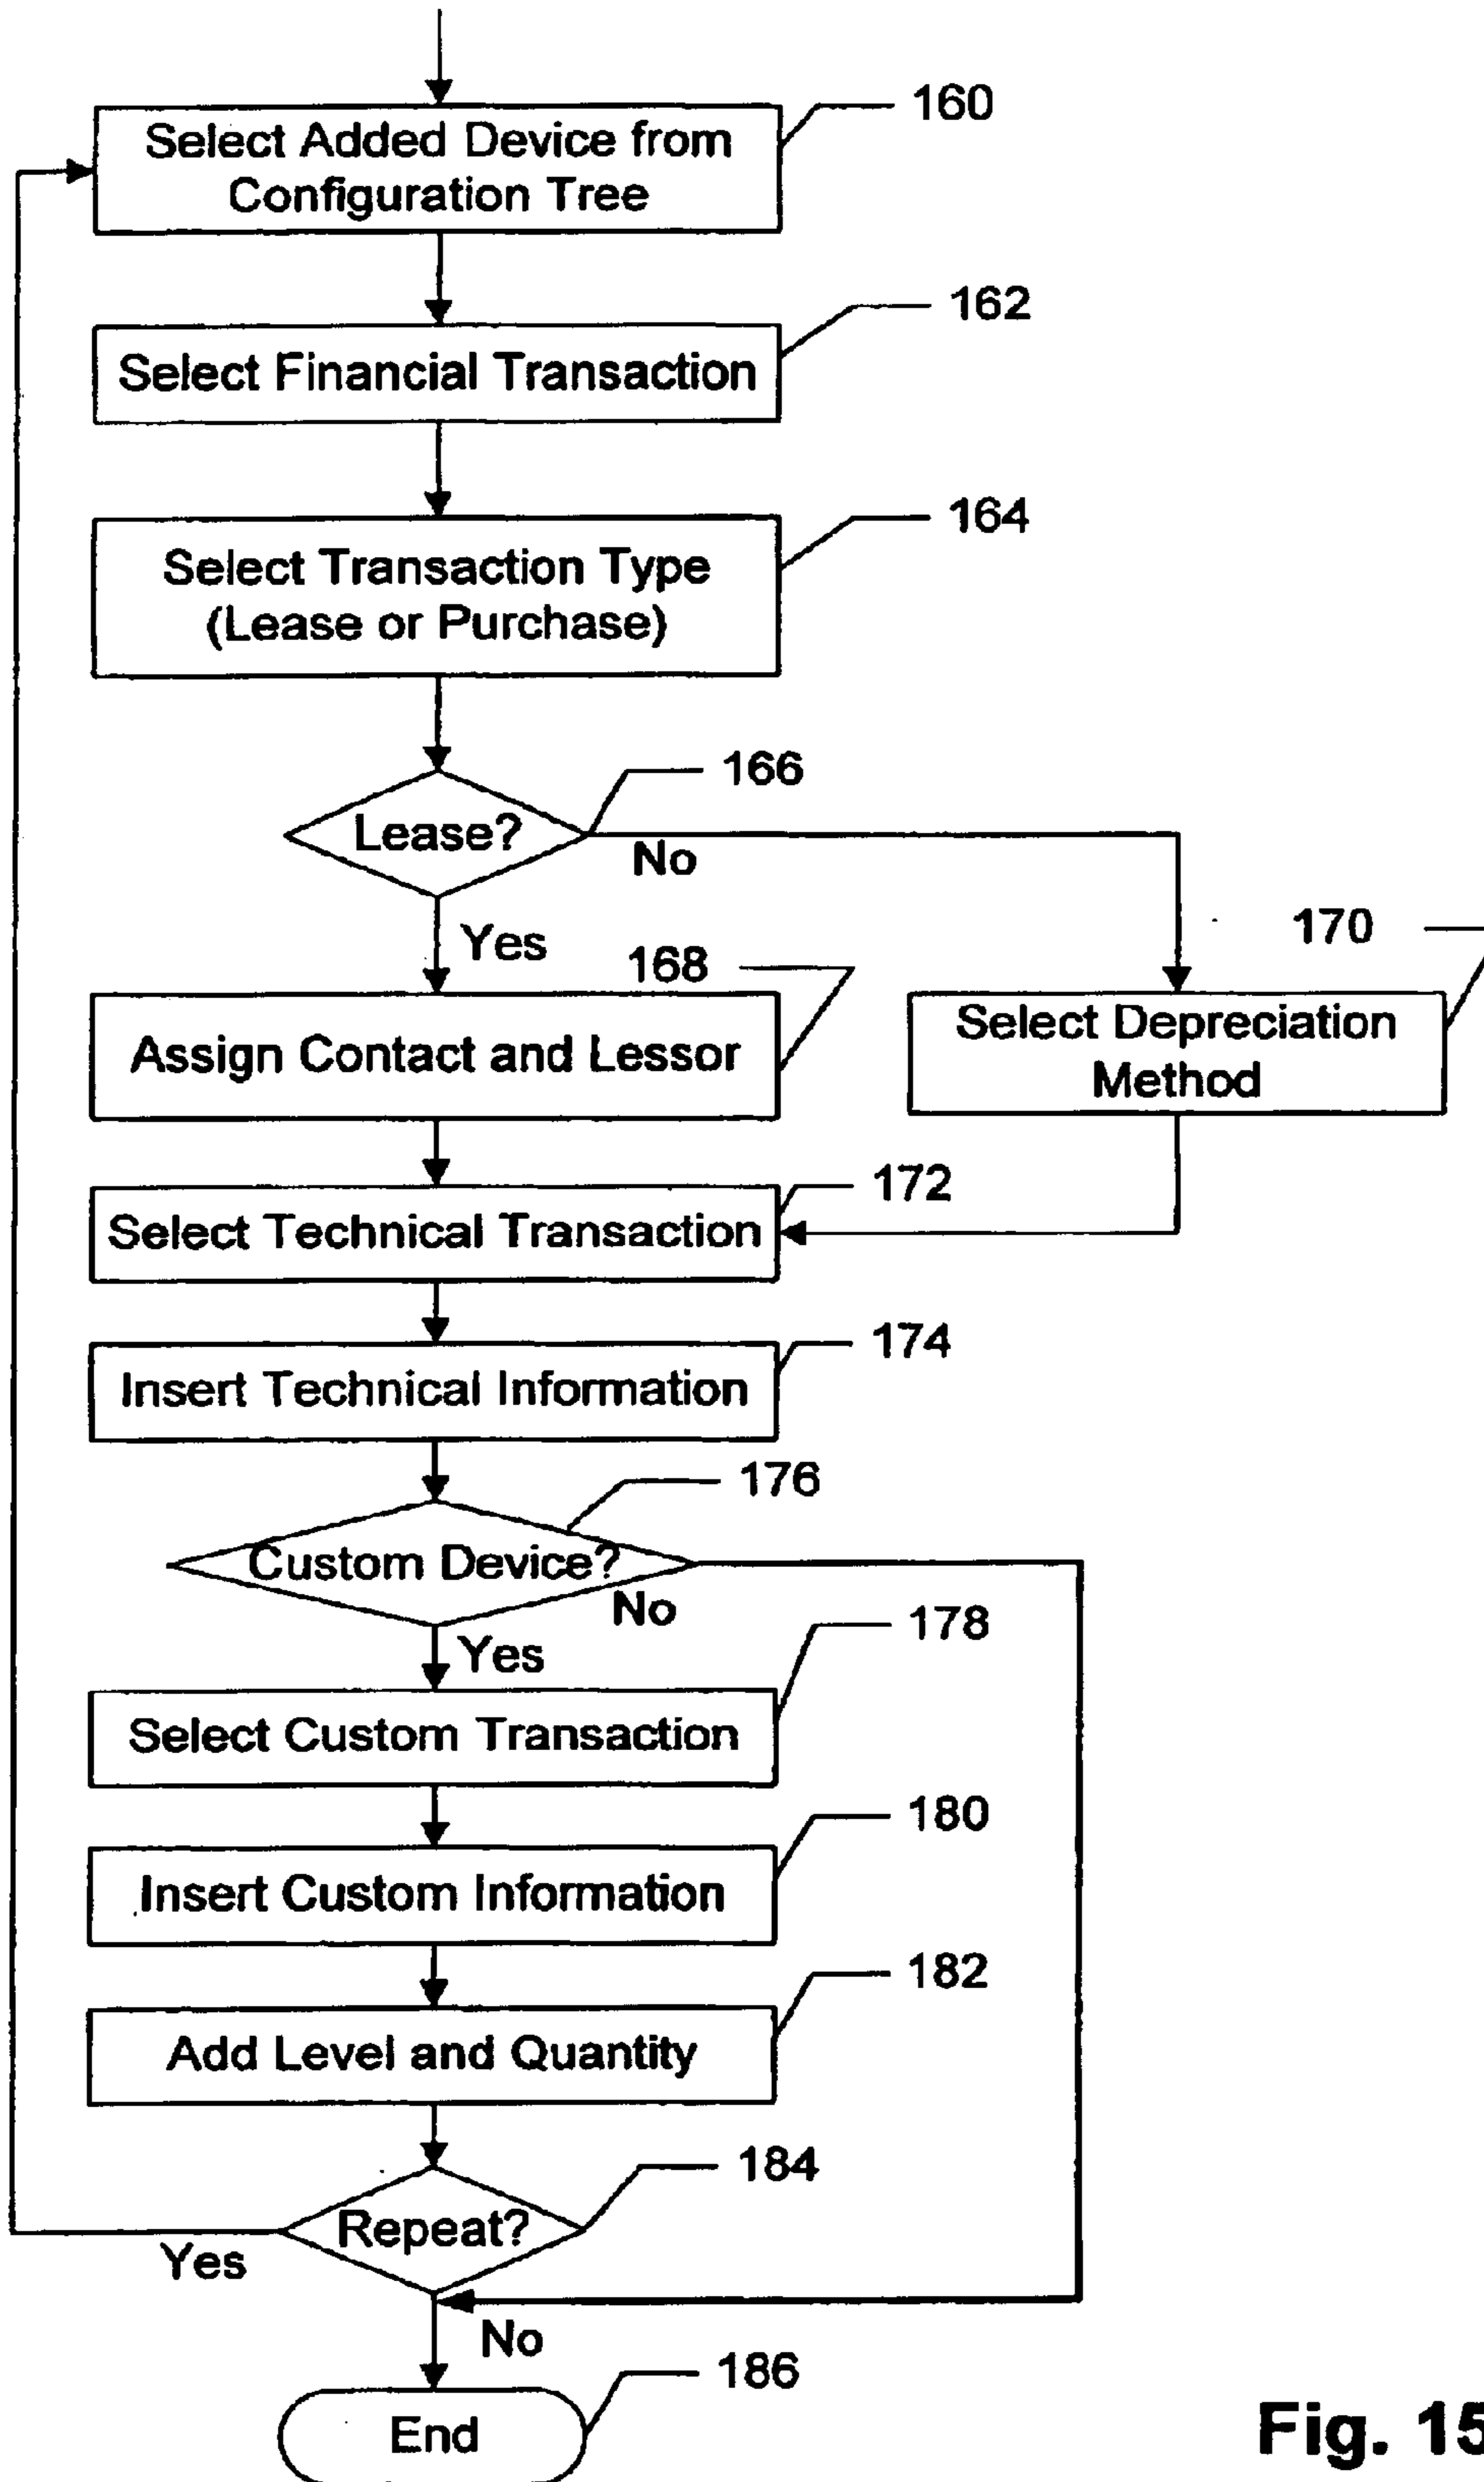 160
Select Added Device from
Configuration Tree
162
Select Financial Transaction
164
Select Transaction Type
(Lease or Purchase)
166
Lease?
No
Yes
168
170
Assign Contact and Lessor
Select Depreciation
Method
172
Select Technical Transaction
174
Insert Technical Information
176
Custom Device?
No
Yes
178
Select Custom Transaction
180
Insert Custom Information
182
Add Level and Quantity
184
Repeat?
Yes
No
186
End
Fig. 15